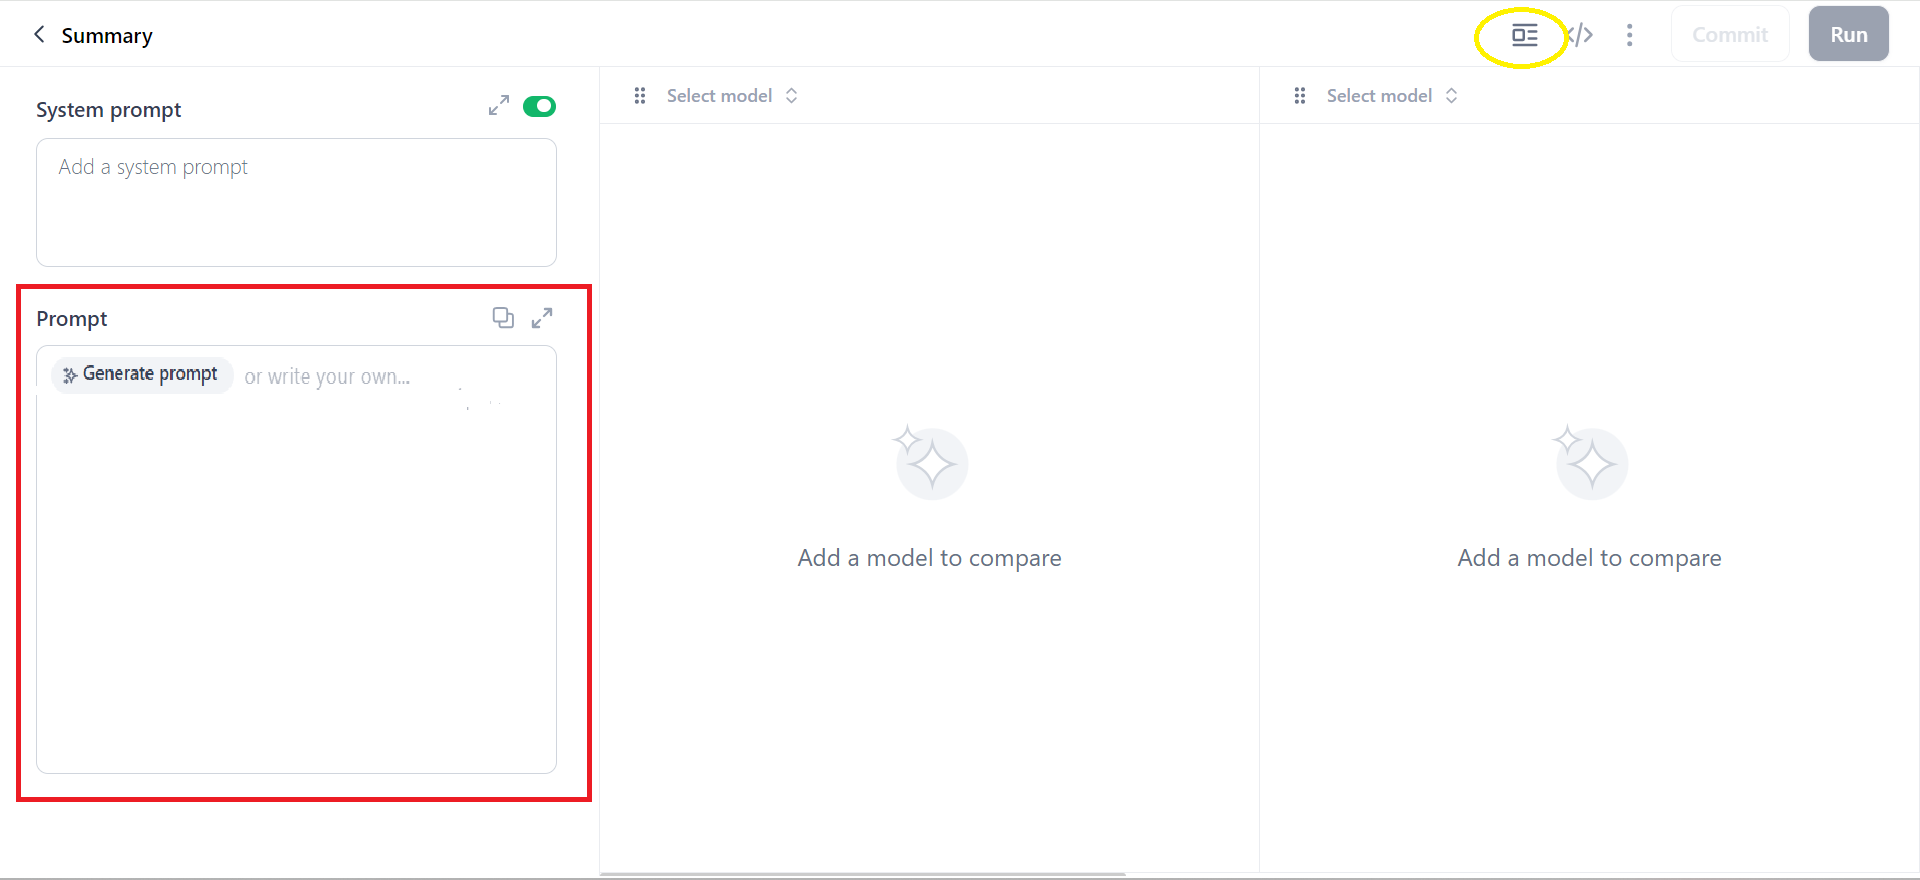 Summary
Commit
Run
System prompt
Add a system prompt
Prompt
Generate prompt or write your own...
Select model
Add a model to compare
Select model
Add a model to compare